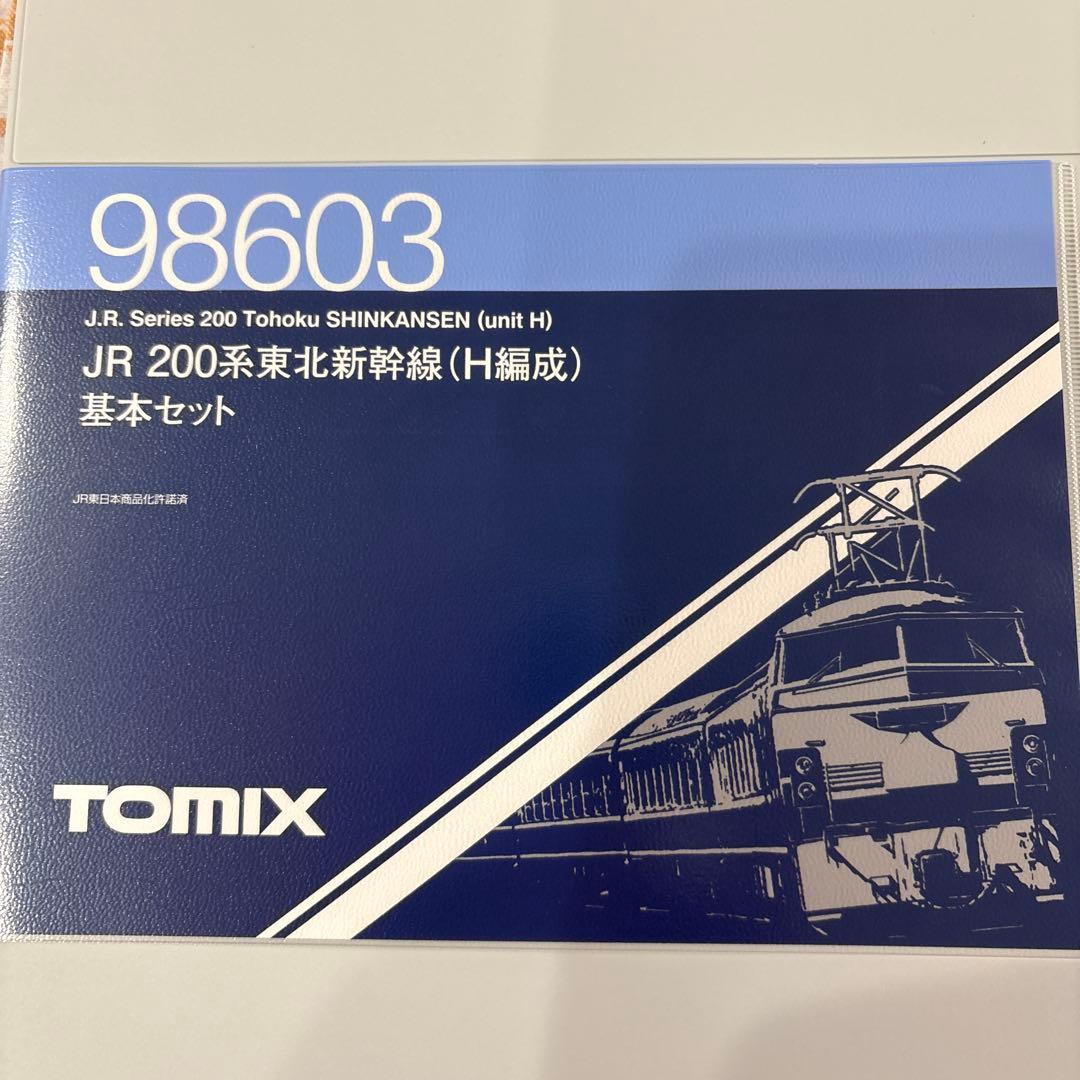 98603
J.R. Series 200 Tohoku SHINKANSEN (unit H)
JR 200系東北新幹線(H編成)
基本セット
JR東日本商品化許諾済
TOMIX